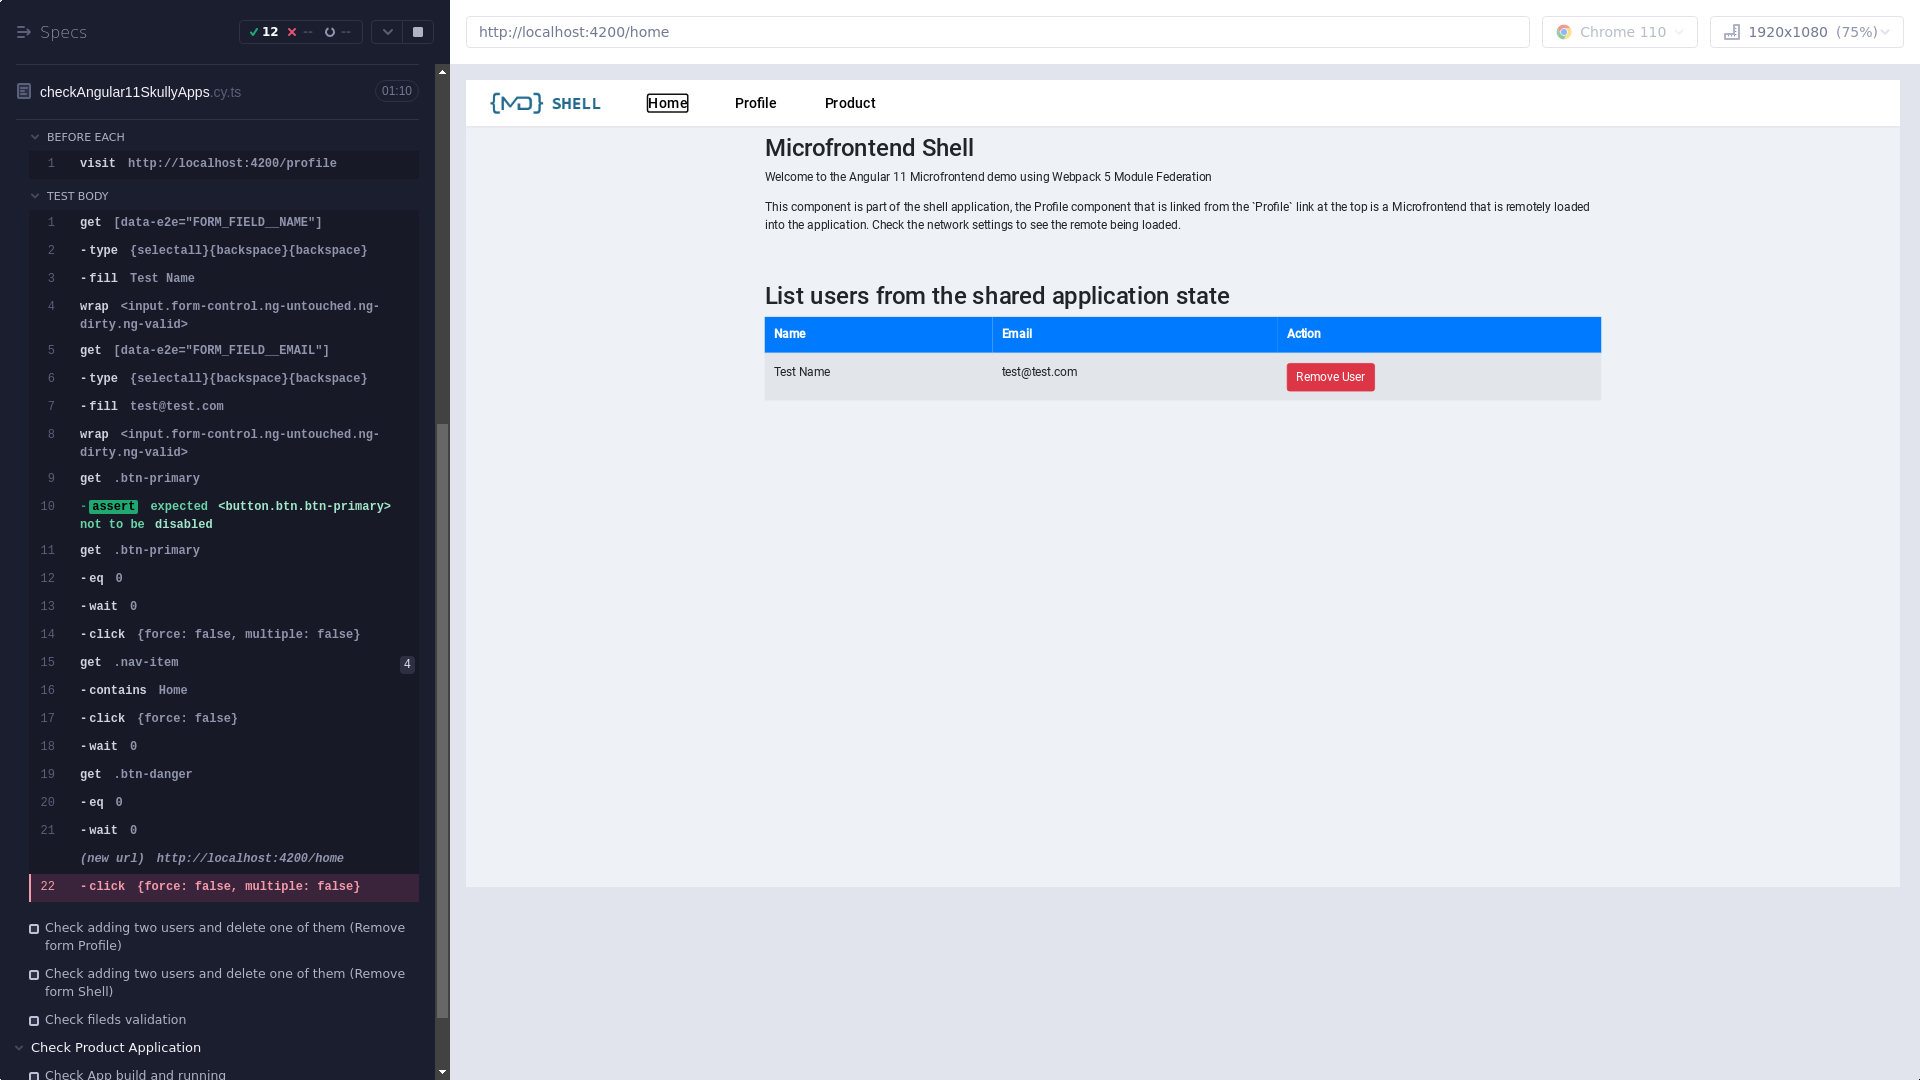 Specs
12
--
--
http://localhost:4200/home
Chrome 110
1920x1080 (75%)
checkAngular11SkullyApps.cy.ts
01:10
BEFORE EACH
1 visit http://localhost:4200/profile
TEST BODY
1 get [data-e2e="FORM_FIELD__NAME"]
2 -type {selectall}{backspace}{backspace}
3 -fill Test Name
4 wrap <input.form-control.ng-untouched.ng-
dirty.ng-valid>
5 get [data-e2e="FORM_FIELD__EMAIL"]
6 -type {selectall}{backspace}{backspace}
7 -fill test@test.com
8 wrap <input.form-control.ng-untouched.ng-
dirty.ng-valid>
9 get .btn-primary
10 -assert expected <button.btn.btn-primary>
not to be disabled
11 get .btn-primary
12 -eq 0
13 -wait 0
14 -click {force: false, multiple: false}
15 get .nav-item 4
16 -contains Home
17 -click {force: false}
18 -wait 0
19 get .btn-danger
20 -eq 0
21 -wait 0
(new url) http://localhost:4200/home
22 -click {force: false, multiple: false}
Check adding two users and delete one of them (Remove
form Profile)
Check adding two users and delete one of them (Remove
form Shell)
Check fileds validation
Check Product Application
Check App build and running
{MD} SHELL
Home
Profile
Product
Microfrontend Shell
Welcome to the Angular 11 Microfrontend demo using Webpack 5 Module Federation
This component is part of the shell application, the Profile component that is linked from the `Profile` link at the top is a Microfrontend that is remotely loaded
into the application. Check the network settings to see the remote being loaded.
List users from the shared application state
Name Email Action
Test Name test@test.com Remove User